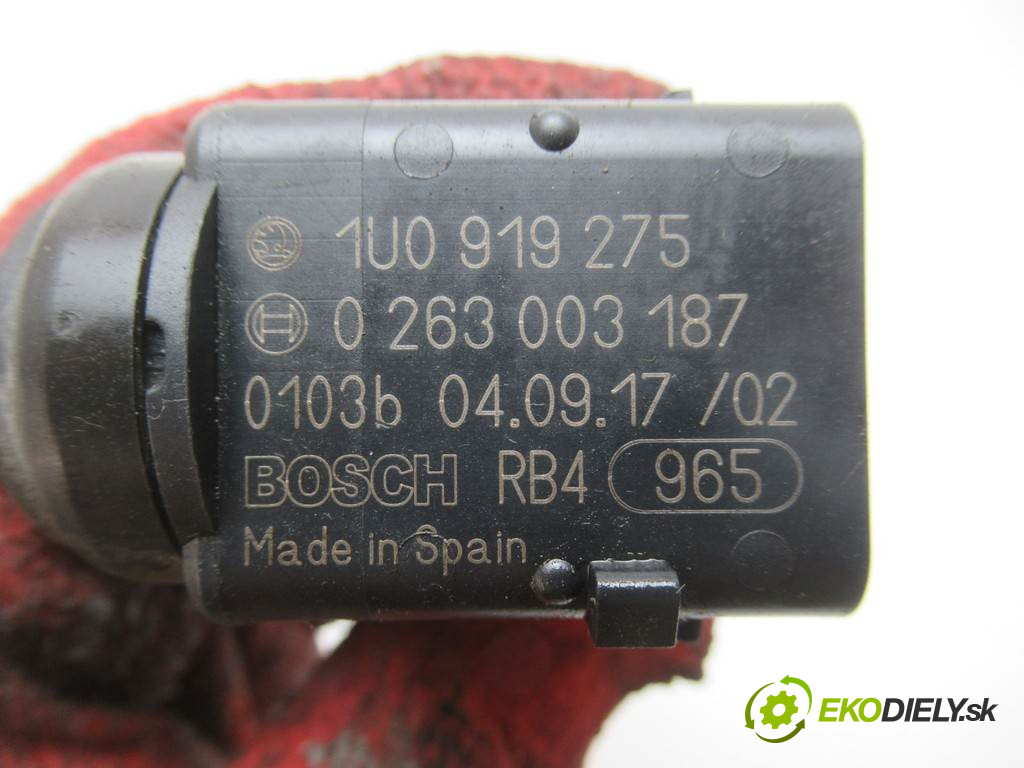 1U0 919 275
0 263 003 187
0103b 04.09.17 /02
BOSCH RB4 965
Made in Spain
EKODIELY.sk